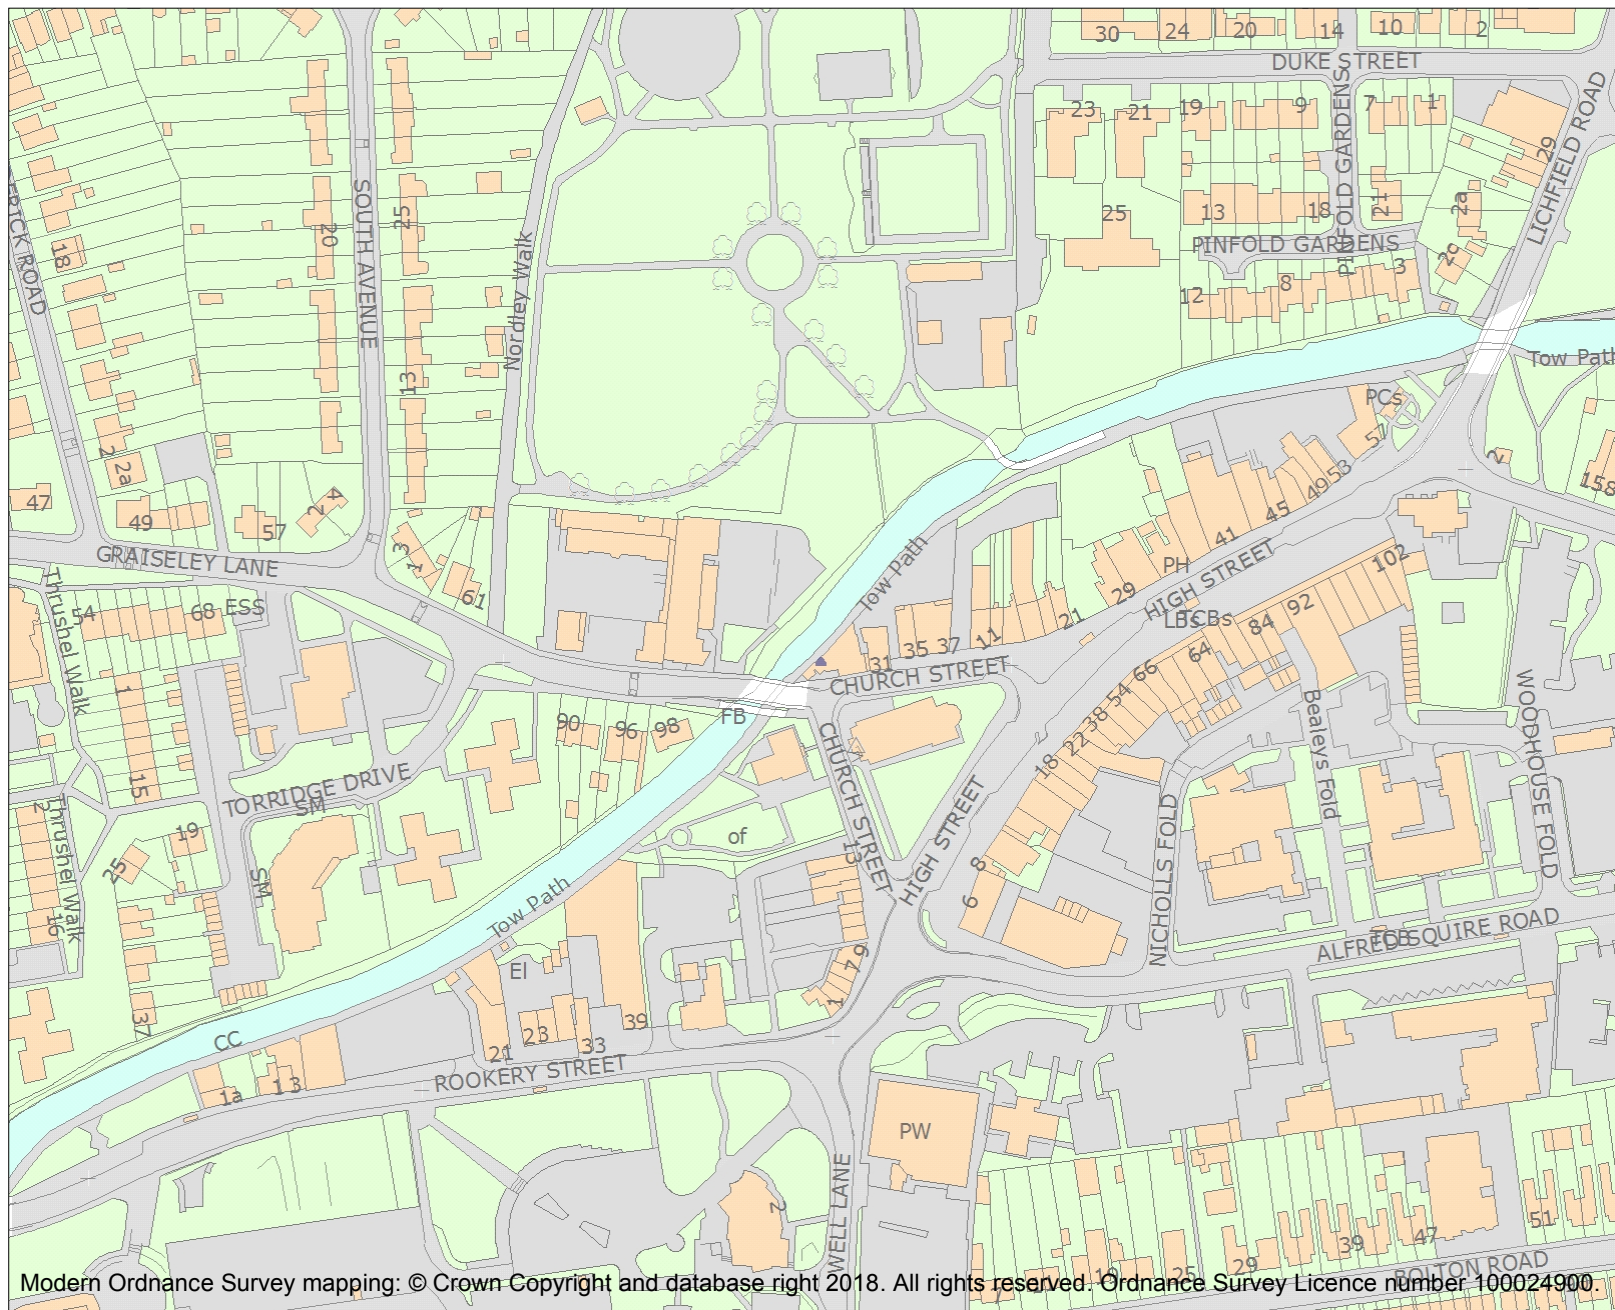 30
24
20
14
10
2
DUKE STREET
23
21
19
9
7
1
29
LICHFIELD ROAD
PINFOLD GARDENS
25
13
18
21
2a
PINFOLD GARDENS
2c
12
8
3
SOUTH AVENUE
20
25
13
Nordley Walk
18
2
2a
47
49
57
2
4
13
61
GRAISELEY LANE
Tow Path
PCs
57
53
49
45
41
PH
29
21
HIGH STREET
2
158
102
92
84
LBs
TCBs
64
66
54
38
22
18
Tow Path
31
35
37
11
CHURCH STREET
FB
90
96
98
54
68
ESS
Thrushel Walk
1
15
TORRIDGE DRIVE
SM
SM
19
25
2
Thrushel Walk
16
37
CC
Tow Path
El
of
CHURCH STREET
13
HIGH STREET
8
6
Bealeys Fold
WOODHOUSE FOLD
NICHOLLS FOLD
ALFRED SQUIRE ROAD
TCB
1
21
23
33
39
1a
1
3
ROOKERY STREET
PW
WELL LANE
2
19
25
29
39
47
51
BOLTON ROAD
Modern Ordnance Survey mapping: © Crown Copyright and database right 2018. All rights reserved. Ordnance Survey Licence number 100024900.